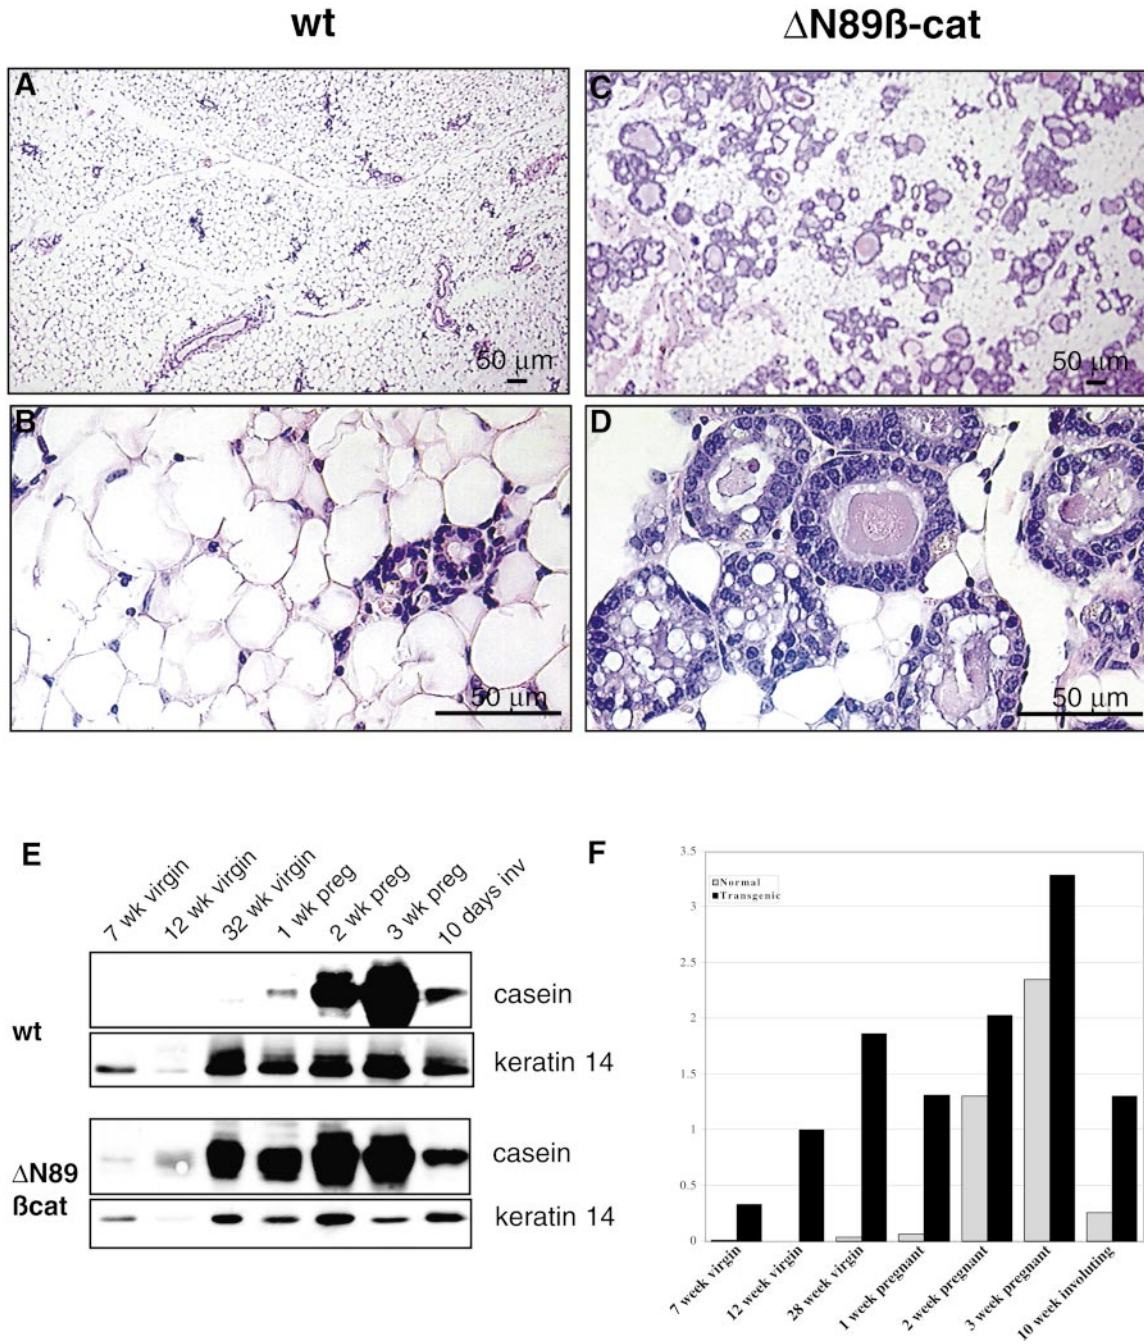 wt
ΔN89ß-cat
A
50 µm
C
50 µm
B
50 µm
D
50 µm
E
7 wk virgin
12 wk virgin
32 wk virgin
1 wk preg
2 wk preg
3 wk preg
10 days inv
wt
casein
keratin 14
ΔN89
ßcat
casein
keratin 14
F
3.5
3
2.5
2
1.5
1
0.5
0
Normal
Transgenic
7 week virgin
12 week virgin
28 week virgin
1 week pregnant
2 week pregnant
3 week pregnant
10 week involuting